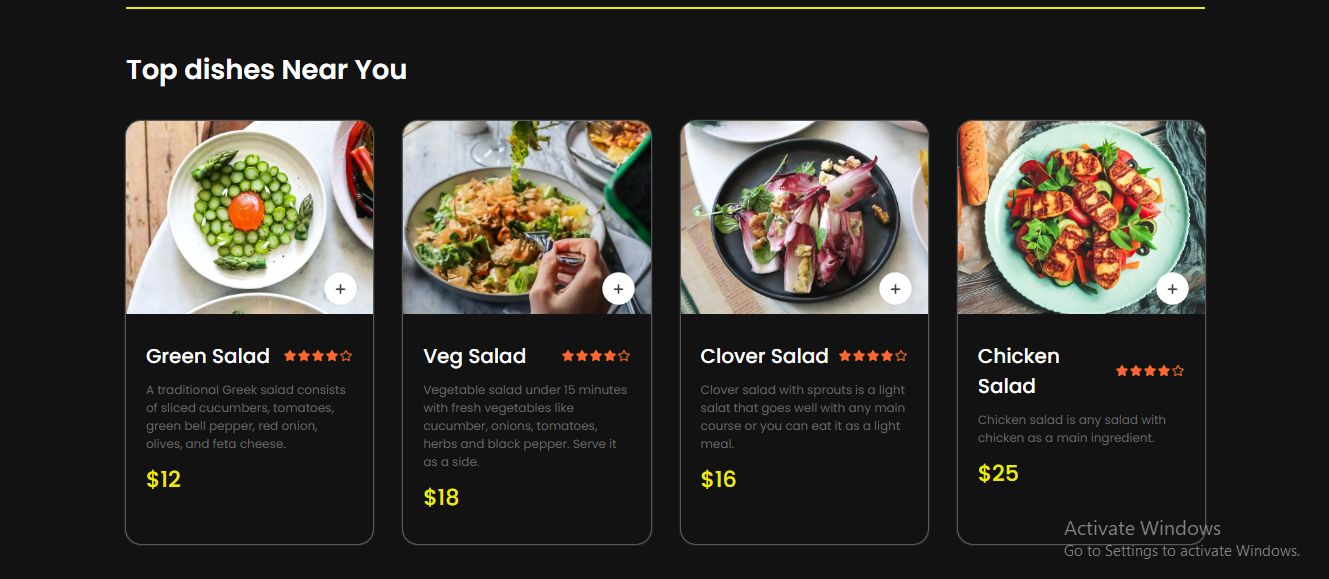 Top dishes Near You
Green Salad
A traditional Greek salad consists
of sliced cucumbers, tomatoes,
green bell pepper, red onion,
olives, and feta cheese.
$12
Veg Salad
Vegetable salad under 15 minutes
with fresh vegetables like
cucumber, onions, tomatoes,
herbs and black pepper. Serve it
as a side.
$18
Clover Salad
Clover salad with sprouts is a light
salat that goes well with any main
course or you can eat it as a light
meal.
$16
Chicken
Salad
Chicken salad is any salad with
chicken as a main ingredient.
$25
Activate Windows
Go to Settings to activate Windows.